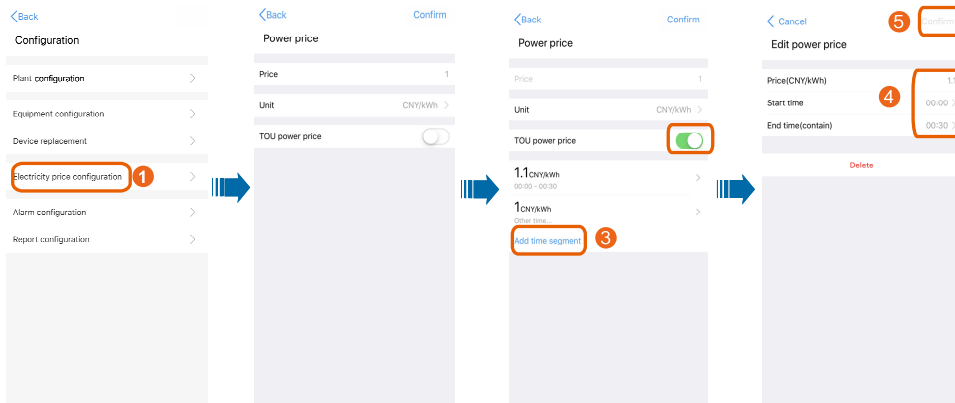 Back
Configuration
Plant configuration
Equipment configuration
Device replacement
Electricity price configuration
1
Alarm configuration
Report configuration
Back
Confirm
Power price
Price
1
Unit
CNY/kWh
TOU power price
Back
Confirm
Power price
Price
1
Unit
CNY/kWh
TOU power price
1.1CNY/kWh
00:00 - 00:30
1CNY/kWh
Other time...
Add time segment
3
Cancel
5
Confirm
Edit power price
Price(CNY/kWh)
1.1
4
Start time
00:00
End time(contain)
00:30
Delete